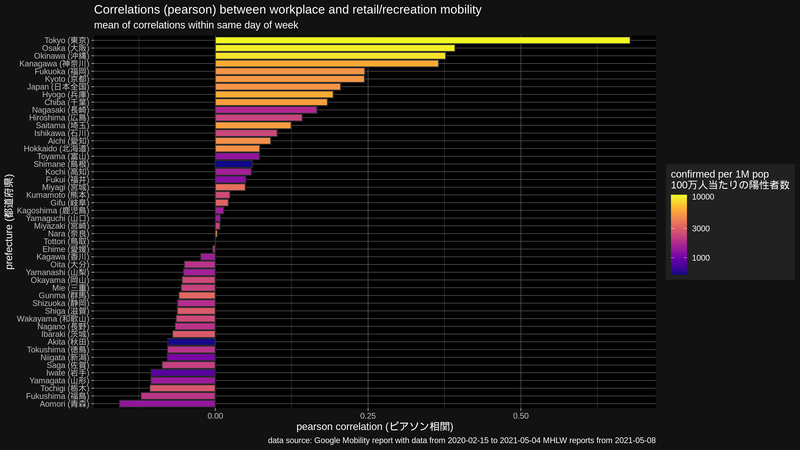 Correlations (pearson) between workplace and retail/recreation mobility
mean of correlations within same day of week
prefecture (都道府県)
Tokyo (東京)
Osaka (大阪)
Okinawa (沖縄)
Kanagawa (神奈川)
Fukuoka (福岡)
Kyoto (京都)
Japan (日本全国)
Hyogo (兵庫)
Chiba (千葉)
Nagasaki (長崎)
Hiroshima (広島)
Saitama (埼玉)
Ishikawa (石川)
Aichi (愛知)
Hokkaido (北海道)
Toyama (富山)
Shimane (島根)
Kochi (高知)
Fukui (福井)
Miyagi (宮城)
Kumamoto (熊本)
Gifu (岐阜)
Kagoshima (鹿児島)
Yamaguchi (山口)
Miyazaki (宮崎)
Nara (奈良)
Tottori (鳥取)
Ehime (愛媛)
Kagawa (香川)
Oita (大分)
Yamanashi (山梨)
Okayama (岡山)
Mie (三重)
Gunma (群馬)
Shizuoka (静岡)
Shiga (滋賀)
Wakayama (和歌山)
Nagano (長野)
Ibaraki (茨城)
Akita (秋田)
Tokushima (徳島)
Niigata (新潟)
Saga (佐賀)
Iwate (岩手)
Yamagata (山形)
Tochigi (栃木)
Fukushima (福島)
Aomori (青森)
0.00
0.25
0.50
pearson correlation (ピアソン相関)
confirmed per 1M pop
100万人当たりの陽性者数
10000
3000
1000
data source: Google Mobility report with data from 2020-02-15 to 2021-05-04 MHLW reports from 2021-05-08